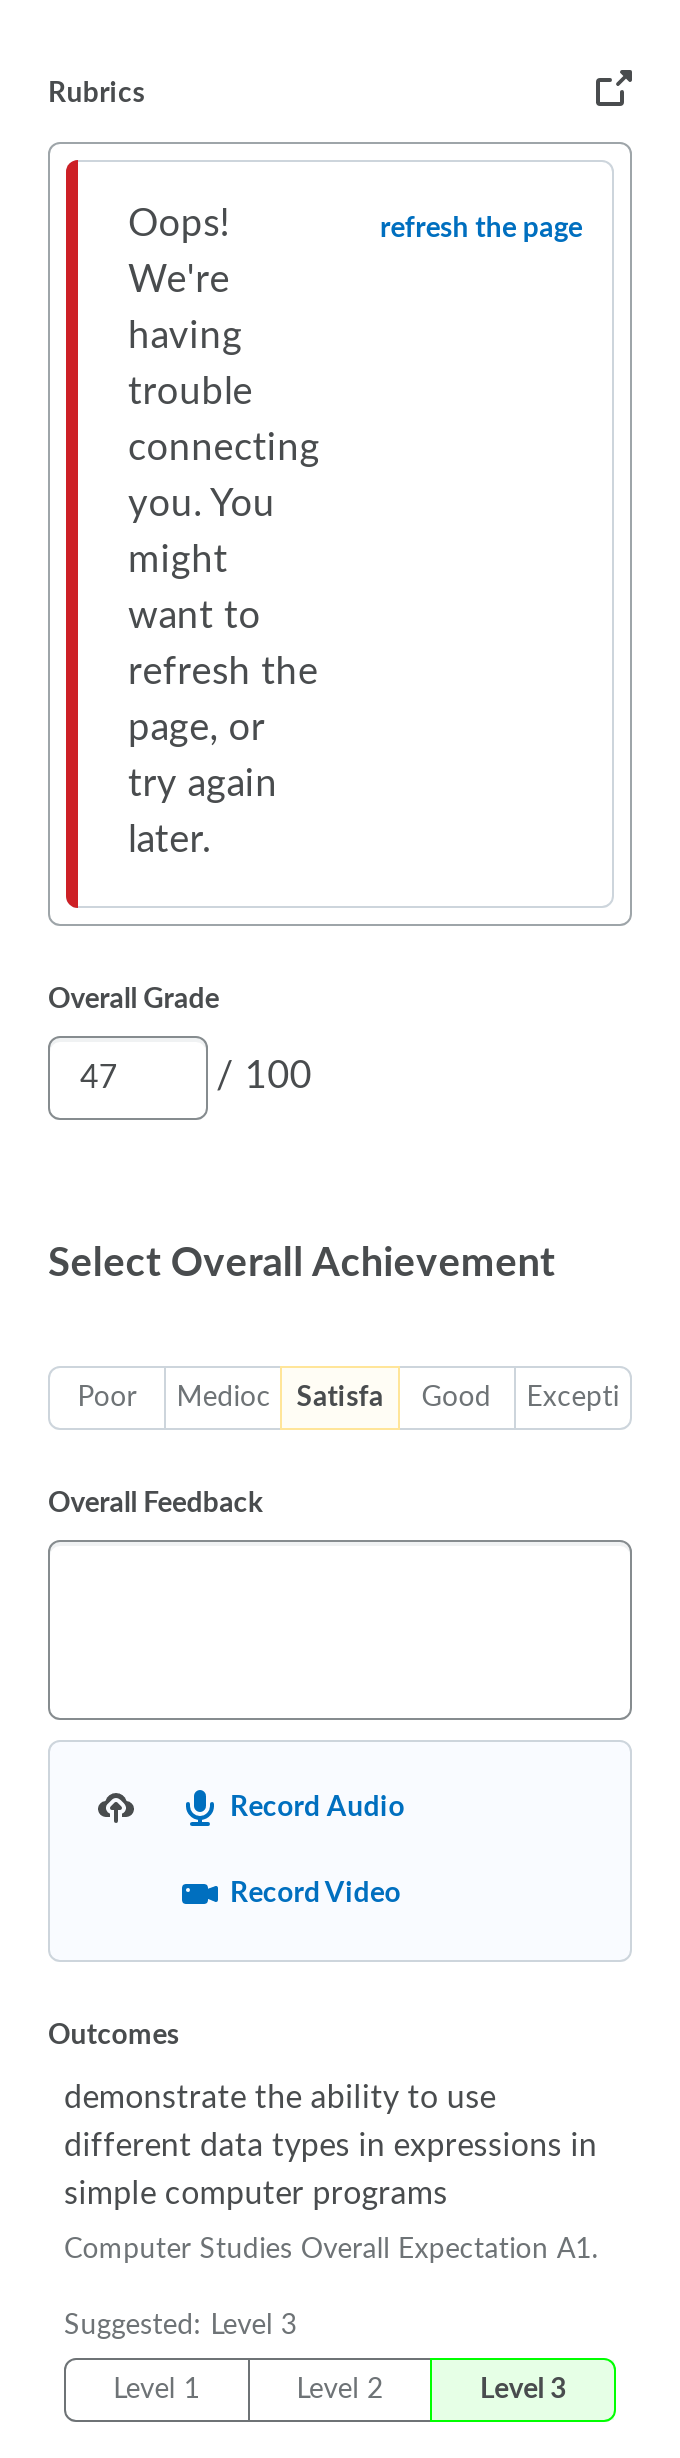 Rubrics
Oops!
refresh the page
We're
having
trouble
connecting
you. You
might
want to
refresh the
page, or
try again
later.
Overall Grade
47 / 100
Select Overall Achievement
Poor Medioc Satisfa Good Excepti
Overall Feedback
Record Audio
Record Video
Outcomes
demonstrate the ability to use
different data types in expressions in
simple computer programs
Computer Studies Overall Expectation A1.
Suggested: Level 3
Level 1 Level 2 Level 3